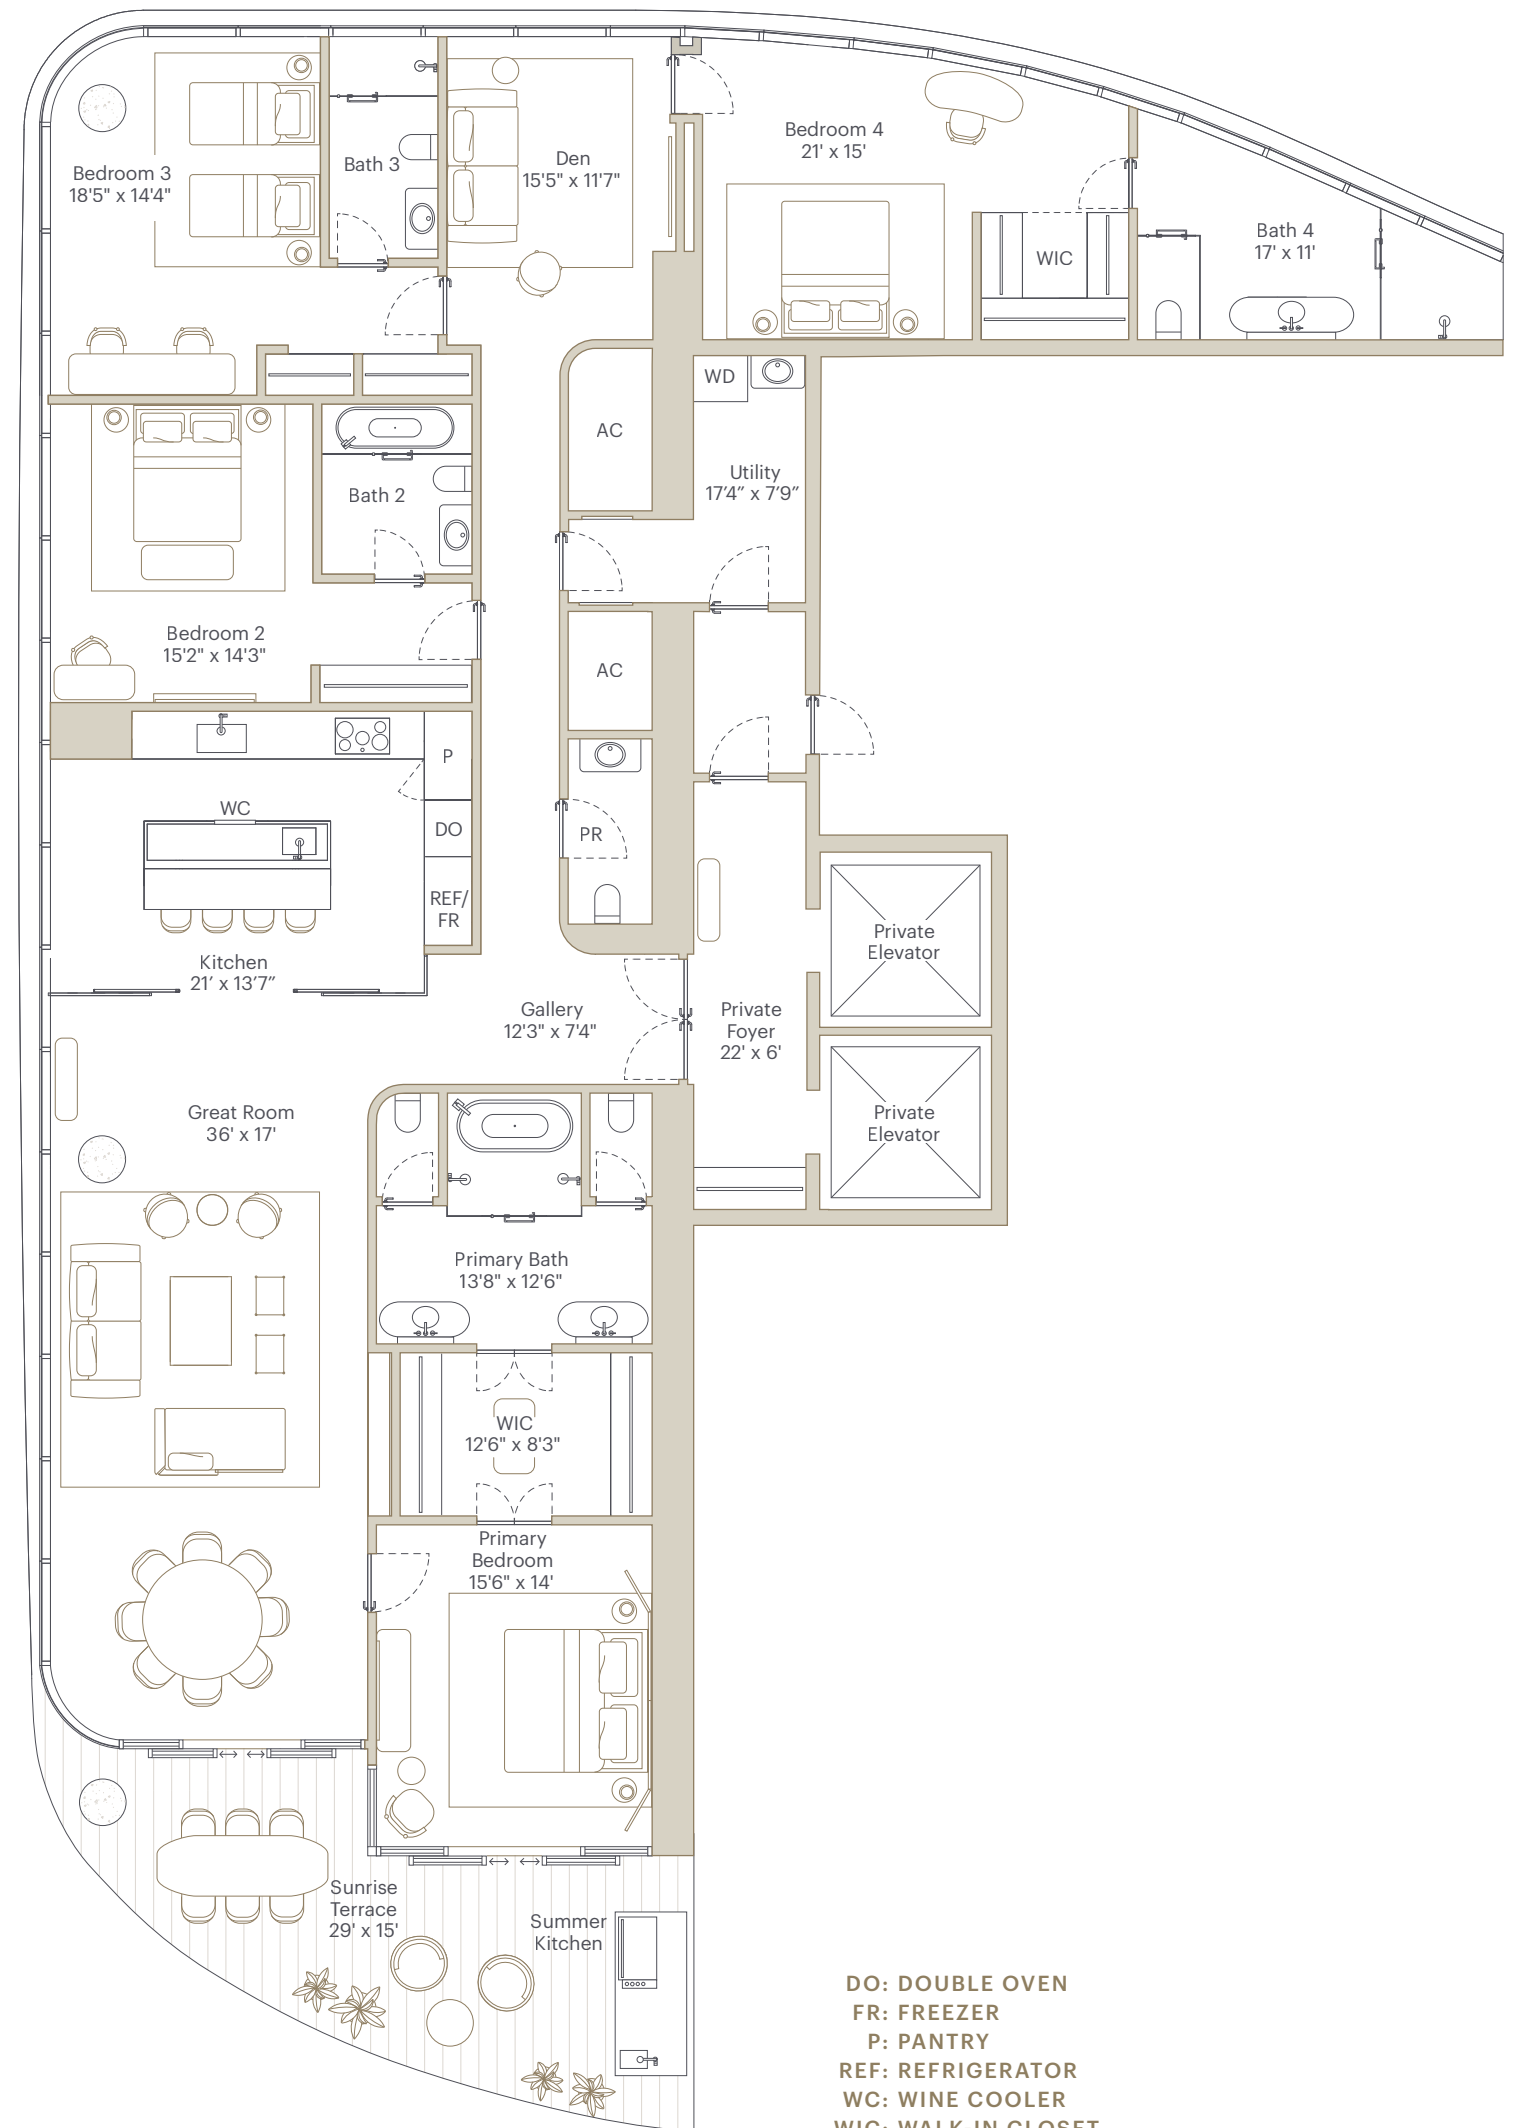 Bedroom 3
18'5" x 14'4"
Bath 3
Den
15'5" x 11'7"
Bedroom 4
21' x 15'
WIC
Bath 4
17' x 11'
WD
AC
Utility
17’4” x 7’9”
Bath 2
Bedroom 2
15'2" x 14'3"
AC
P
WC
DO
PR
REF/
FR
Kitchen
21’ x 13’7”
Private
Elevator
Gallery
12'3" x 7'4"
Private
Foyer
22' x 6'
Great Room
36' x 17'
Private
Elevator
Primary Bath
13'8" x 12'6"
WIC
12'6" x 8'3"
Primary
Bedroom
15'6" x 14'
Sunrise
Terrace
29' x 15'
Summer
Kitchen
DO: DOUBLE OVEN
FR: FREEZER
P: PANTRY
REF: REFRIGERATOR
WC: WINE COOLER
WIC: WALK-IN CLOSET